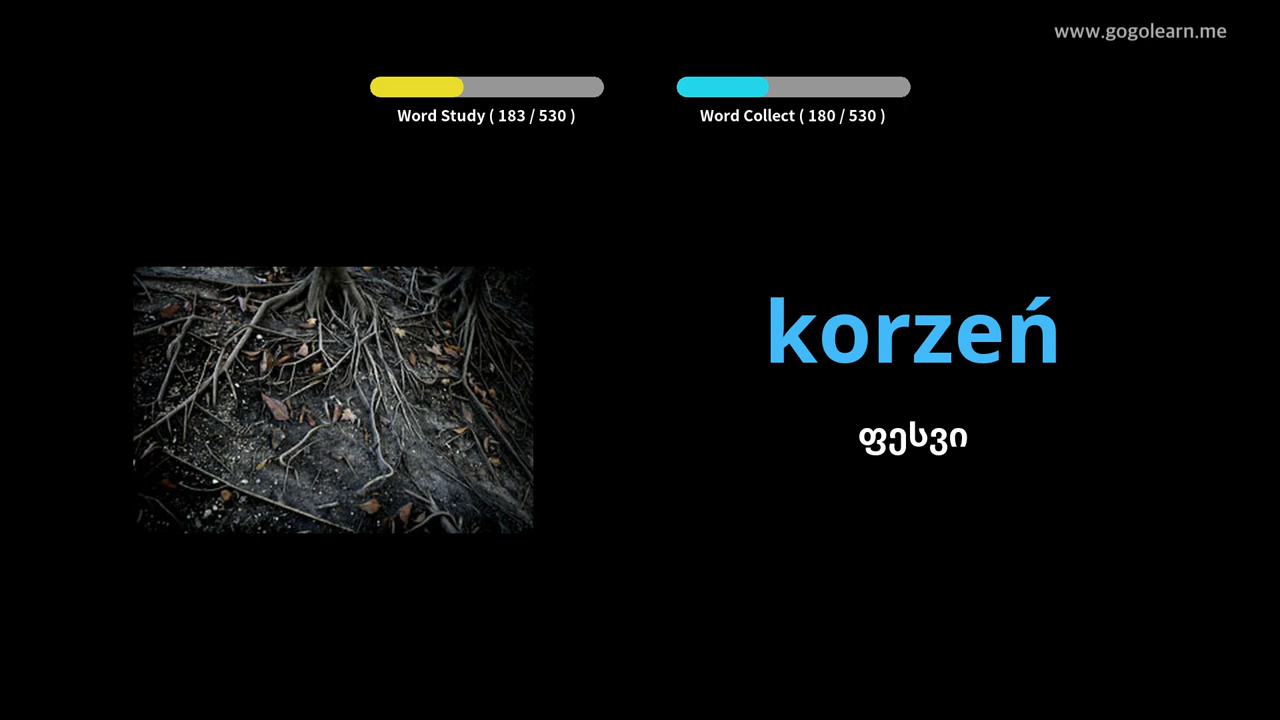 www.gogolearn.me
Word Study ( 183 / 530 )
Word Collect ( 180 / 530 )
korzeń
ფესვი